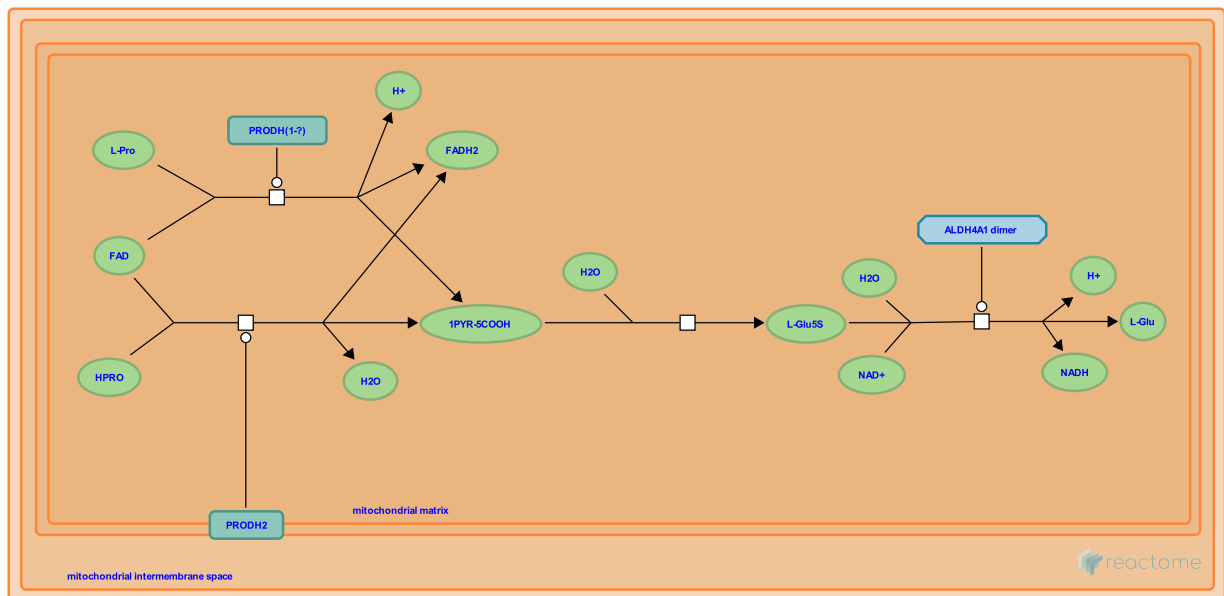 H+
PRODH(1-?)
L-Pro
FADH2
FAD
ALDH4A1 dimer
H2O
H2O
H+
1PYR-5COOH
L-Glu5S
L-Glu
HPRO
H2O
NAD+
NADH
mitochondrial matrix
PRODH2
reactome
mitochondrial intermembrane space